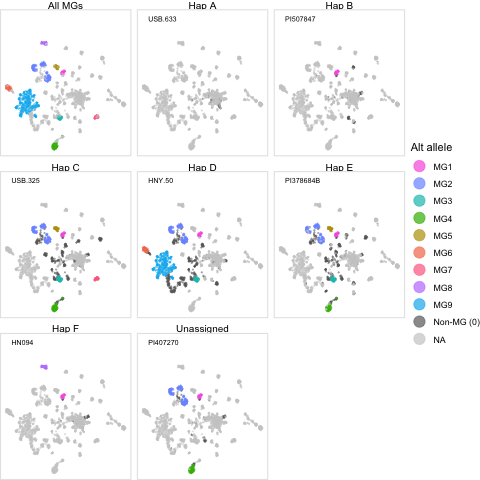 All MGs
Hap A
Hap B
USB.633
PI507847
Hap C
Hap D
Hap E
USB.325
HNY.50
PI378684B
Hap F
Unassigned
HN094
PI407270
Alt allele
MG1
MG2
MG3
MG4
MG5
MG6
MG7
MG8
MG9
Non-MG (0)
NA